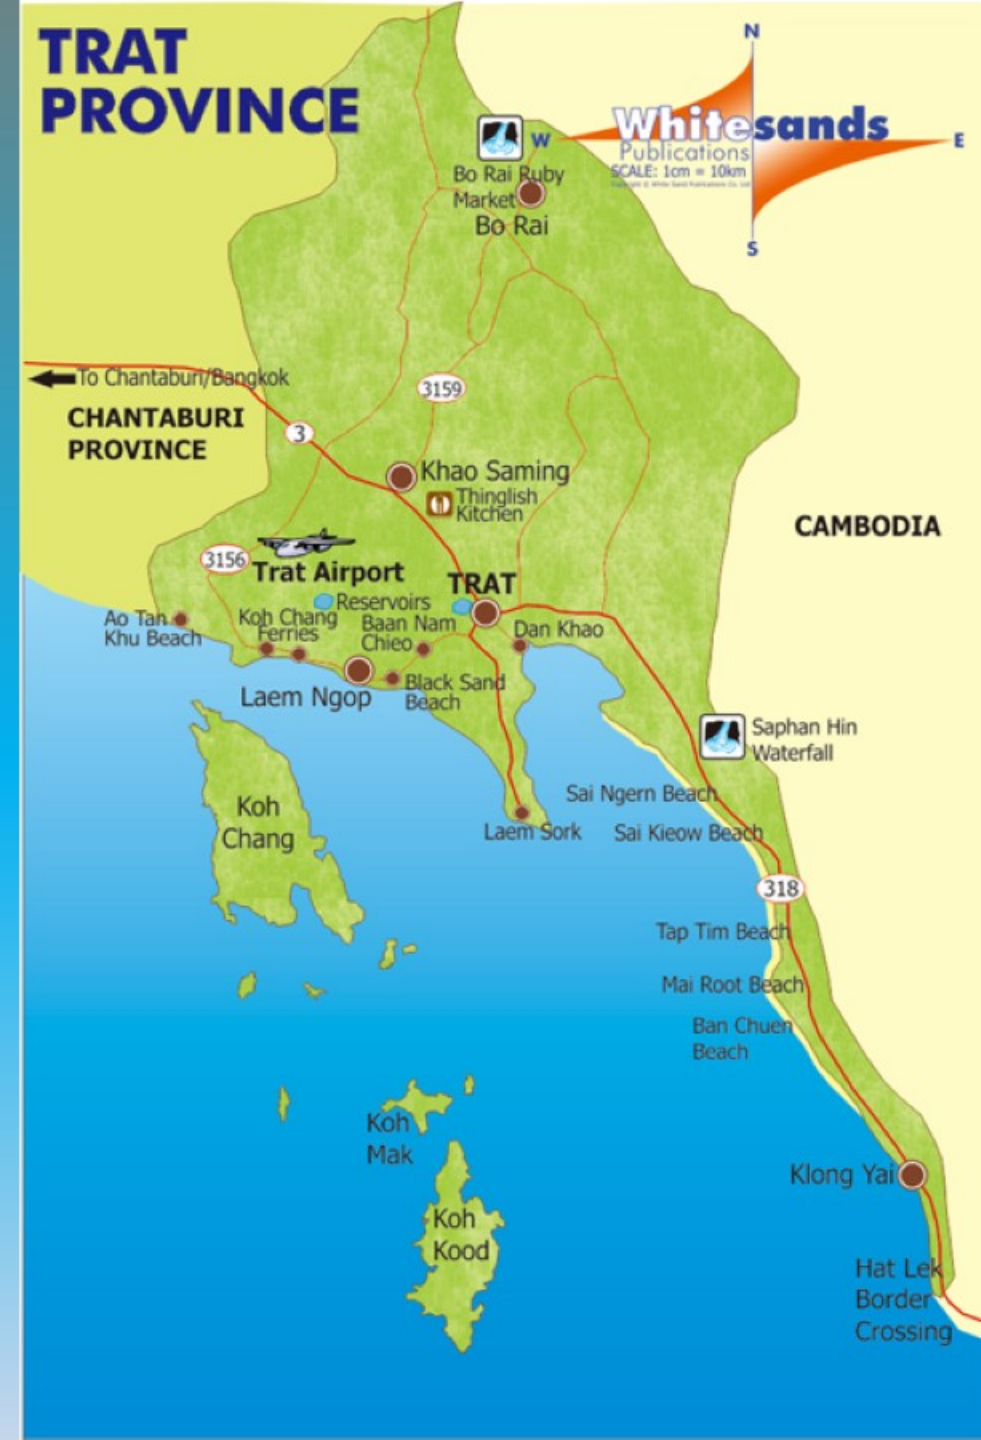 TRAT
PROVINCE
N
Whitesands
W
E
Publications
SCALE: 1cm = 10km
S
Bo Rai Ruby
Market
Bo Rai
To Chantaburi/Bangkok
3159
CHANTABURI
PROVINCE
3
Khao Saming
Thinglish
Kitchen
CAMBODIA
3156
Trat Airport
TRAT
Reservoirs
Ao Tan
Khu Beach
Koh Chang
Ferries
Baan Nam
Chieo
Dan Khao
Laem Ngop
Black Sand
Beach
Saphan Hin
Waterfall
Koh
Chang
Sai Ngern Beach
Laem Sork
Sai Kieow Beach
318
Tap Tim Beach
Mai Root Beach
Ban Chuen
Beach
Koh
Mak
Klong Yai
Koh
Kood
Hat Lek
Border
Crossing